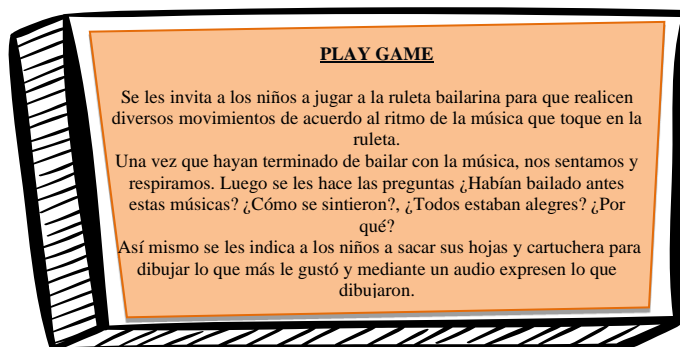 PLAY GAME
Se les invita a los niños a jugar a la ruleta bailarina para que realicen
diversos movimientos de acuerdo al ritmo de la música que toque en la
ruleta.
Una vez que hayan terminado de bailar con la música, nos sentamos y
respiramos. Luego se les hace las preguntas ¿Habían bailado antes
estas músicas? ¿Cómo se sintieron?, ¿Todos estaban alegres? ¿Por
qué?
Así mismo se les indica a los niños a sacar sus hojas y cartuchera para
dibujar lo que más le gustó y mediante un audio expresen lo que
dibujaron.